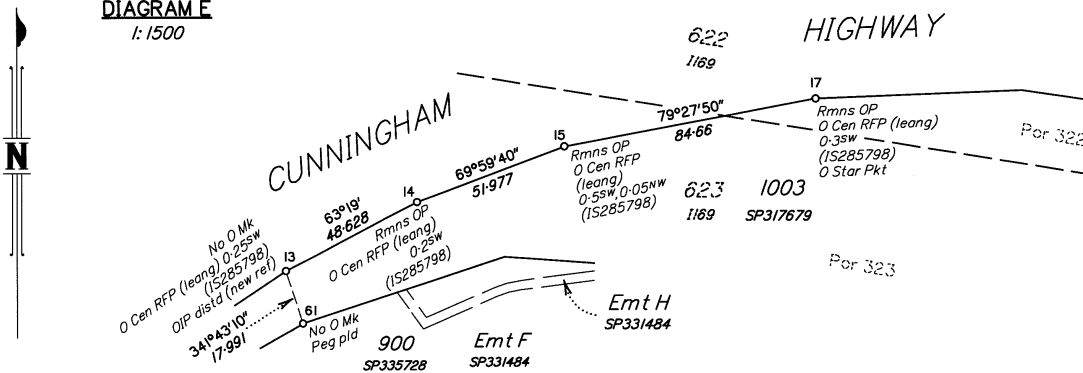 DIAGRAM E
1:1500
N
CUNNINGHAM
HIGHWAY
622
I169
17
Rmns OP
O Cen RFP (leang)
0·3SW
(IS285798)
O Star Pkt
Por 322
79°27'50"
84·66
15
Rmns OP
O Cen RFP
(leang)
0·5SW,0·05NW
(IS285798)
623
I169
1003
SP317679
Por 323
69°59'40"
51·977
14
Rmns OP
O Cen RFP (leang)
0·2SW
(IS285798)
63°19'
48·628
13
No O Mk
O Cen RFP (leang) 0·25SW
(IS285798)
OIP distd (new ref)
341°43'10"
17·991
61
No O Mk
Peg pld
900
SP335728
Emt F
SP331484
Emt H
SP331484